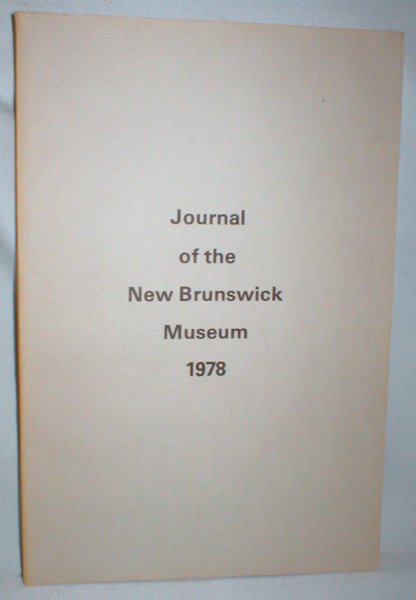 Journal
of the
New Brunswick
Museum
1978